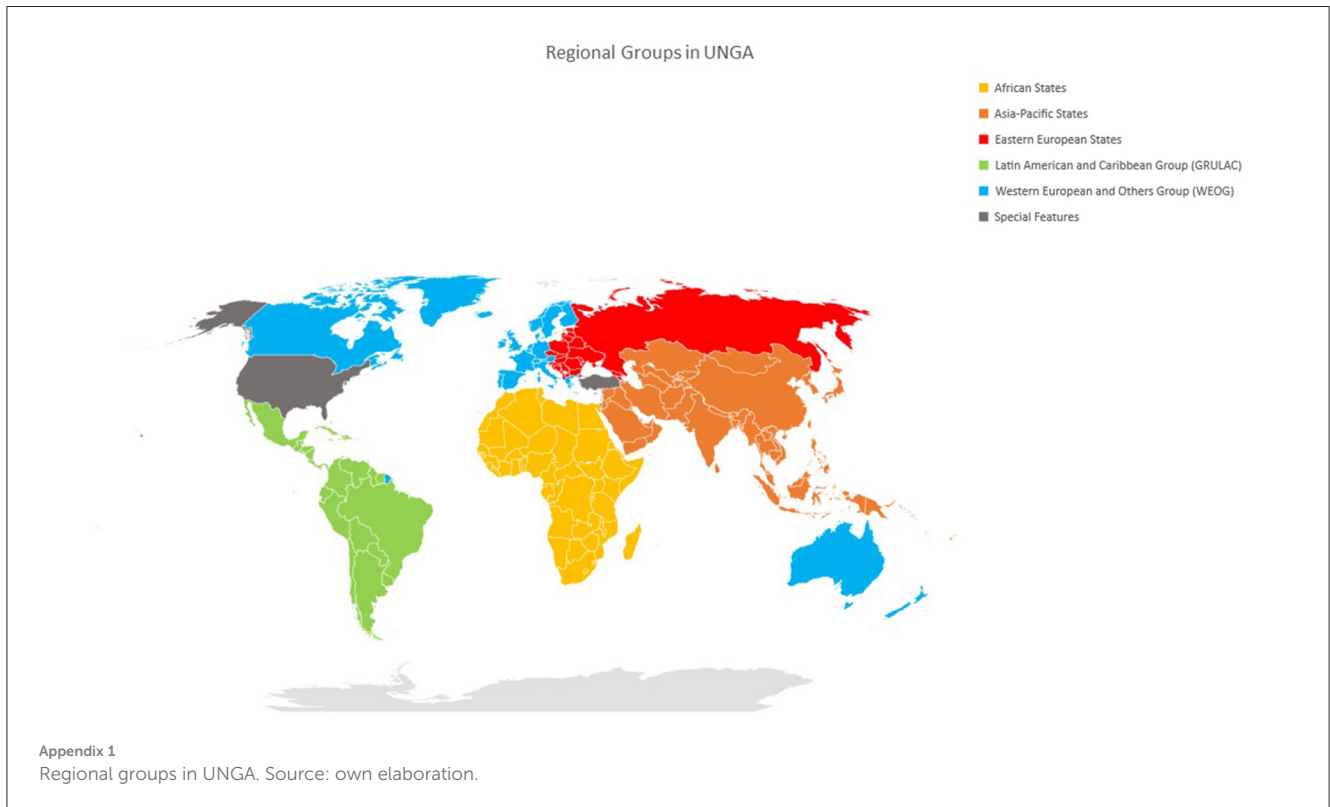 Regional Groups in UNGA
African States
Asia-Pacific States
Eastern European States
Latin American and Caribbean Group (GRULAC)
Western European and Others Group (WEOG)
Special Features
Appendix 1
Regional groups in UNGA. Source: own elaboration.